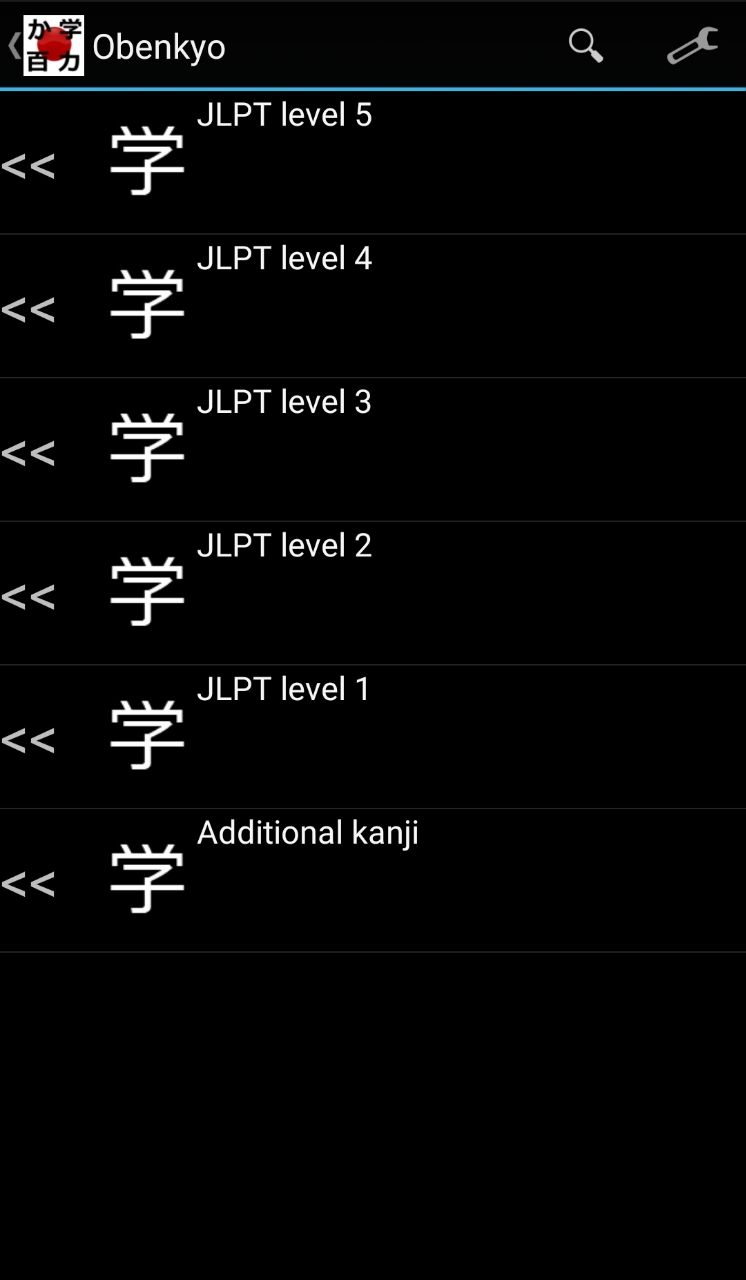 か学
百力
Obenkyo
JLPT level 5
<< 学
JLPT level 4
<< 学
JLPT level 3
<< 学
JLPT level 2
<< 学
JLPT level 1
<< 学
Additional kanji
<< 学